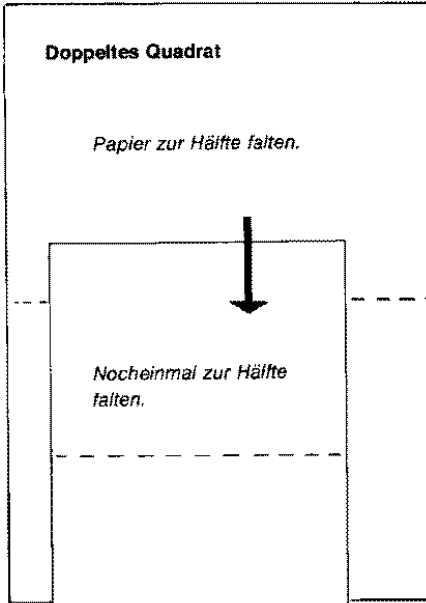 Doppeltes Quadrat
Papier zur Hälfte falten.
Nocheinmal zur Hälfte
falten.